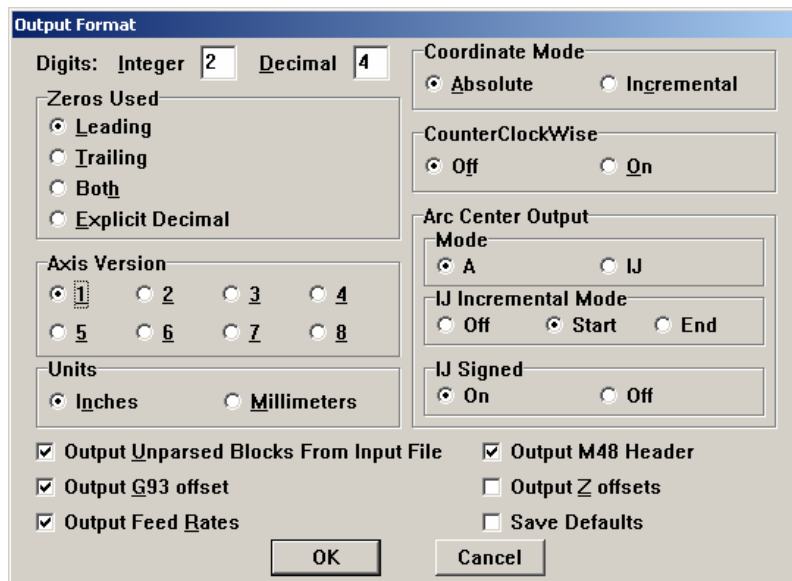 Output Format
Digits: Integer 2 Decimal 4
Zeros Used
Leading
Trailing
Both
Explicit Decimal
Axis Version
1 2 3 4
5 6 7 8
Units
Inches Millimeters
Coordinate Mode
Absolute Incremental
CounterClockWise
Off On
Arc Center Output
Mode
A IJ
IJ Incremental Mode
Off Start End
IJ Signed
On Off
Output Unparsed Blocks From Input File
Output G93 offset
Output Feed Rates
Output M48 Header
Output Z offsets
Save Defaults
OK Cancel